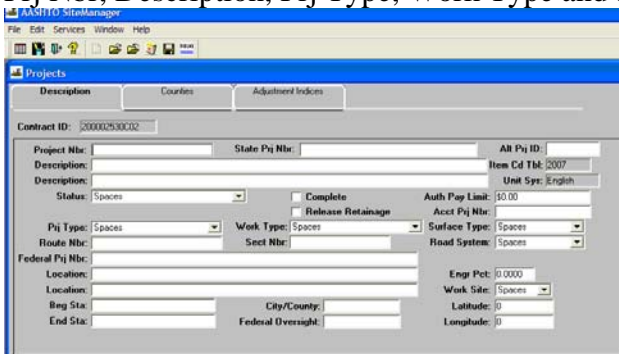 Prj Nbr, Description, Prj Type, Work Type and
AASHTO SiteManager
File Edit Services Window Help
Projects
Description Counties Adjustment Indices
Contract ID: 200002530C02
Project Nbr: State Prj Nbr: Alt Prj ID:
Description: Item Cd Tbl: 2007
Description: Unit Sys: English
Status: Spaces Complete Auth Pay Limit: $0.00
Release Retainage Acct Prj Nbr:
Prj Type: Spaces Work Type: Spaces Surface Type: Spaces
Route Nbr: Sect Nbr: Road System: Spaces
Federal Prj Nbr:
Location: Engr Pct: 0.0000
Location: Work Site: Spaces
Beg Sta: City/County: Latitude: 0
End Sta: Federal Oversight: Longitude: 0